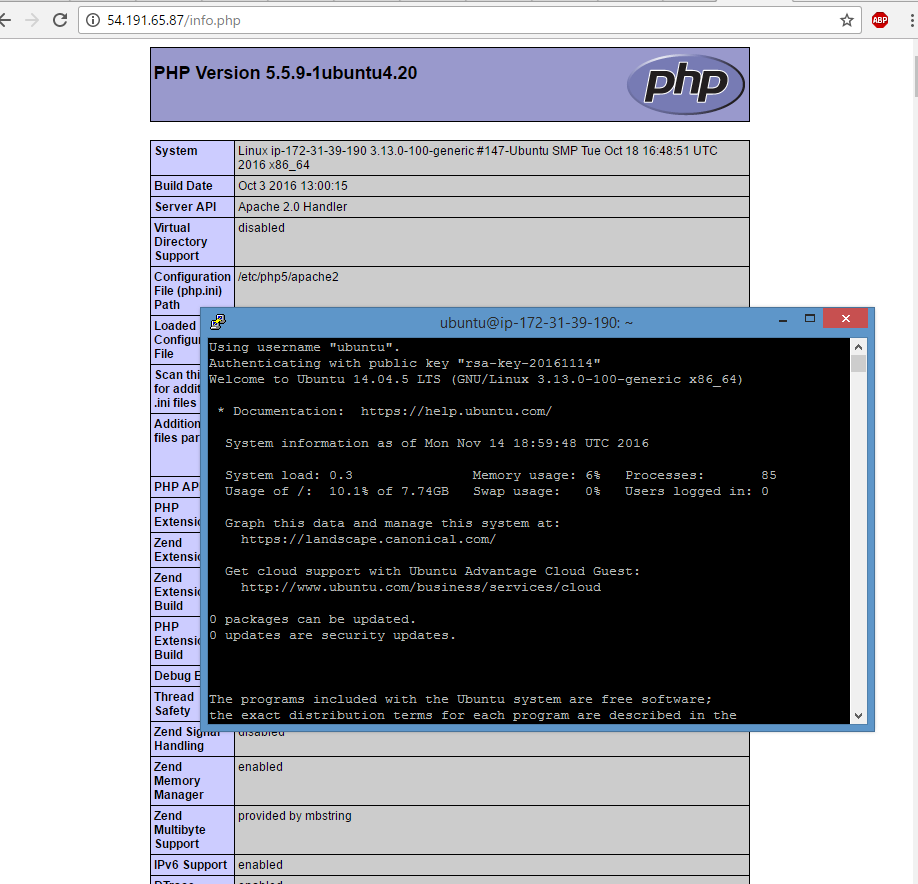 54.191.65.87/info.php
ABP
PHP Version 5.5.9-1ubuntu4.20
php
System
Linux ip-172-31-39-190 3.13.0-100-generic #147-Ubuntu SMP Tue Oct 18 16:48:51 UTC
2016 x86_64
Build Date
Oct 3 2016 13:00:15
Server API
Apache 2.0 Handler
Virtual
Directory
Support
disabled
Configuration
File (php.ini)
Path
/etc/php5/apache2
Loaded
Configu
File
Scan thi
for addit
.ini files
Addition
files par
PHP AP
PHP
Extensio
Zend
Extensio
Zend
Extensio
Build
PHP
Extensio
Build
Debug B
Thread
Safety
Zend Signal
Handling
disabled
Zend
Memory
Manager
enabled
Zend
Multibyte
Support
provided by mbstring
IPv6 Support
enabled
DTrace
enabled
ubuntu@ip-172-31-39-190: ~
Using username "ubuntu".
Authenticating with public key "rsa-key-20161114"
Welcome to Ubuntu 14.04.5 LTS (GNU/Linux 3.13.0-100-generic x86_64)
* Documentation:  https://help.ubuntu.com/
System information as of Mon Nov 14 18:59:48 UTC 2016
System load: 0.3 Memory usage: 6% Processes: 85
Usage of /: 10.1% of 7.74GB Swap usage: 0% Users logged in: 0
Graph this data and manage this system at:
https://landscape.canonical.com/
Get cloud support with Ubuntu Advantage Cloud Guest:
http://www.ubuntu.com/business/services/cloud
0 packages can be updated.
0 updates are security updates.
The programs included with the Ubuntu system are free software;
the exact distribution terms for each program are described in the